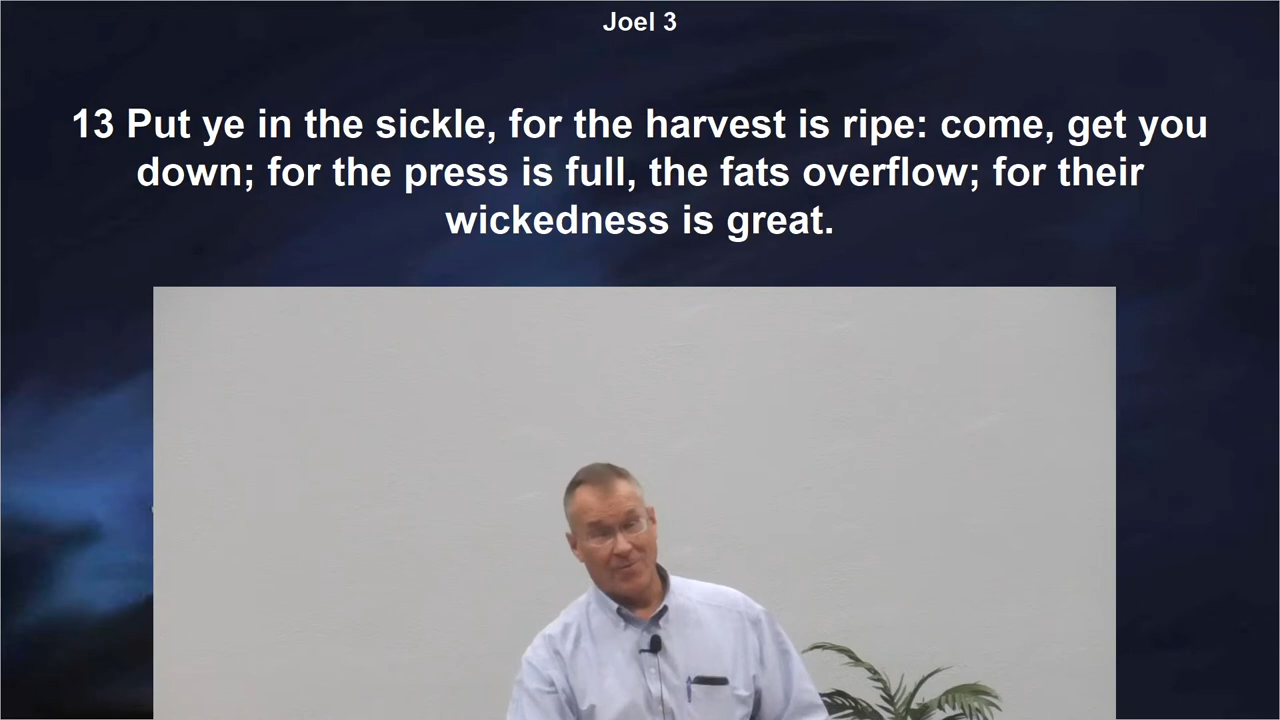 Joel 3
13 Put ye in the sickle, for the harvest is ripe: come, get you
down; for the press is full, the fats overflow; for their
wickedness is great.